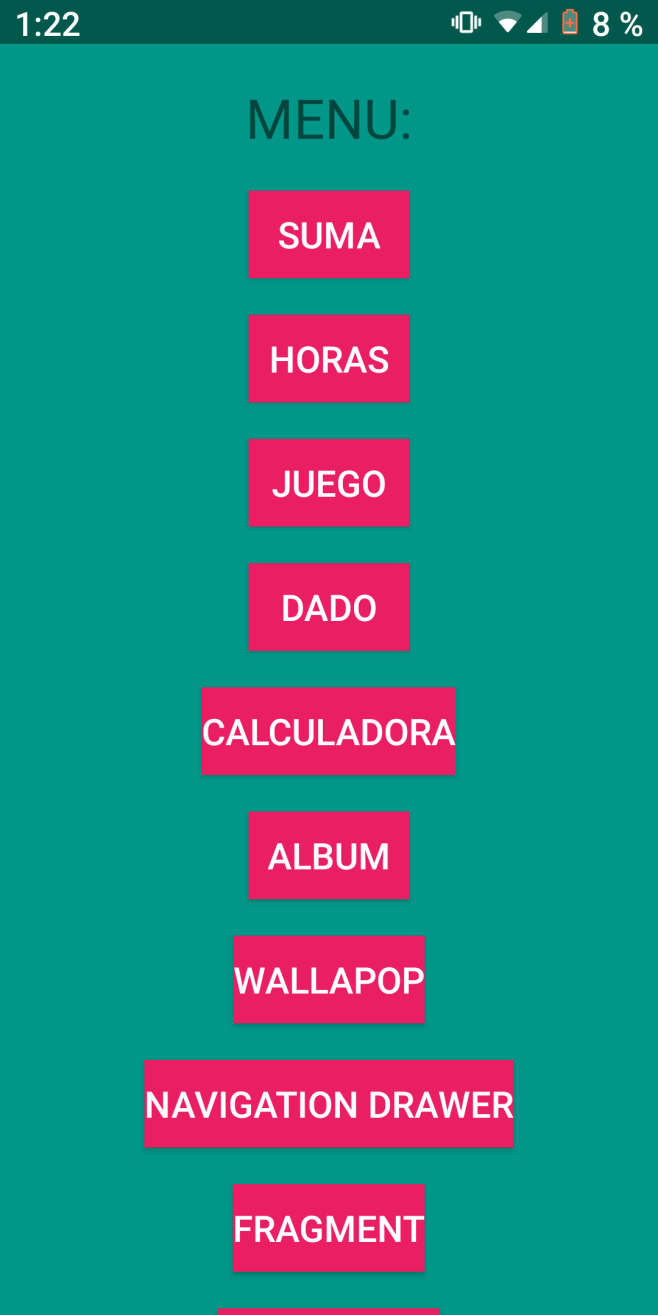 1:22
8 %
MENU:
SUMA
HORAS
JUEGO
DADO
CALCULADORA
ALBUM
WALLAPOP
NAVIGATION DRAWER
FRAGMENT